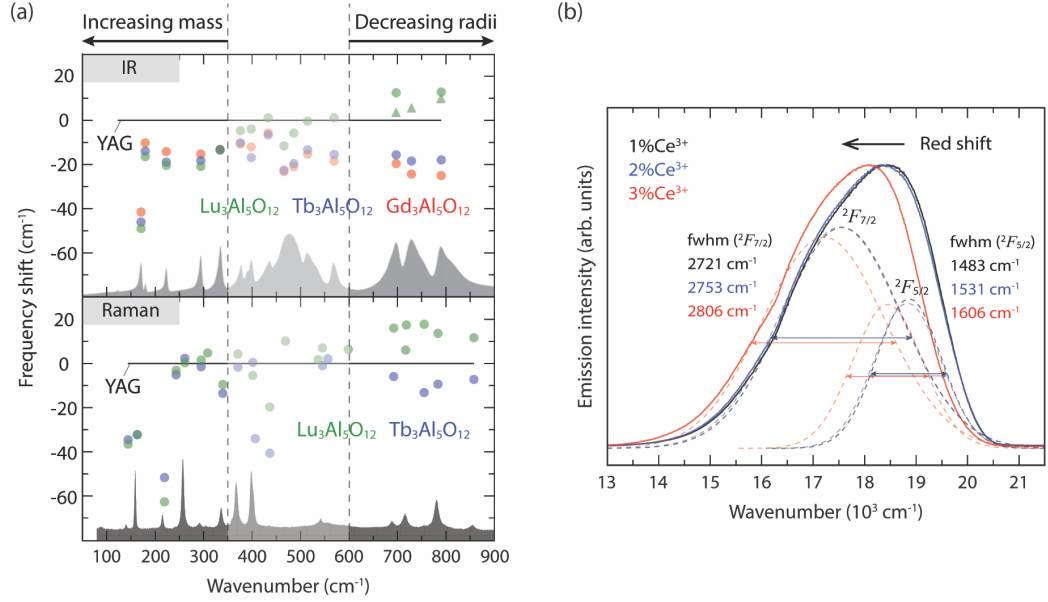 (a)
Increasing mass
Decreasing radii
IR
YAG
Lu₃Al₅O₁₂ Tb₃Al₅O₁₂ Gd₃Al₅O₁₂
20
0
-20
-40
-60
Frequency shift (cm⁻¹)
Raman
YAG
Lu₃Al₅O₁₂ Tb₃Al₅O₁₂
20
0
-20
-40
-60
100 200 300 400 500 600 700 800 900
Wavenumber (cm⁻¹)
(b)
1%Ce³⁺
2%Ce³⁺
3%Ce³⁺
Red shift
²F₇/₂
²F₅/₂
fwhm (²F₇/₂)
2721 cm⁻¹
2753 cm⁻¹
2806 cm⁻¹
fwhm (²F₅/₂)
1483 cm⁻¹
1531 cm⁻¹
1606 cm⁻¹
Emission intensity (arb. units)
13 14 15 16 17 18 19 20 21
Wavenumber (10³ cm⁻¹)